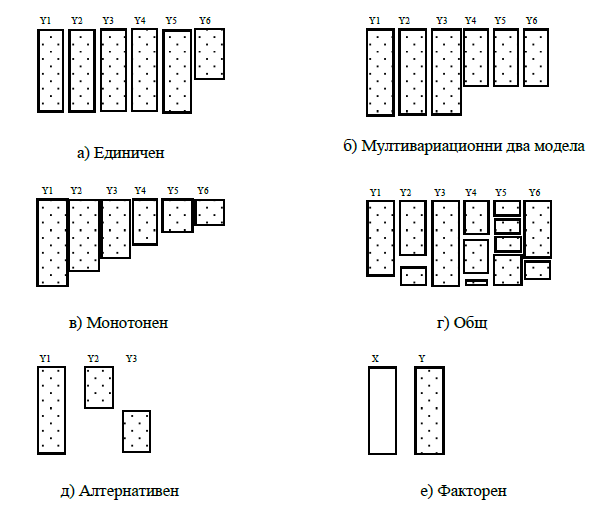 Y1 Y2 Y3 Y4 Y5 Y6
а) Единичен
Y1 Y2 Y3 Y4 Y5 Y6
б) Мултивариационни два модела
Y1 Y2 Y3 Y4 Y5 Y6
в) Монотонен
Y1 Y2 Y3 Y4 Y5 Y6
г) Общ
Y1 Y2 Y3
д) Алтернативен
X Y
е) Факторен